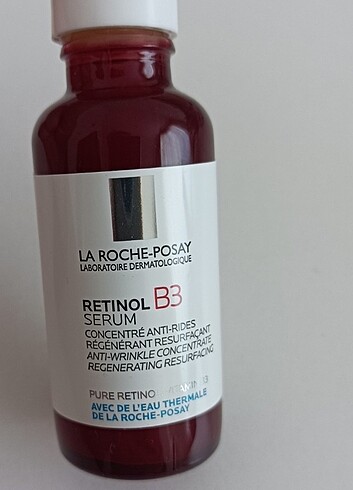 LA ROCHE-POSAY
LABORATOIRE DERMATOLOGIQUE
RETINOL B3
SERUM
CONCENTRÉ ANTI-RIDES
RÉGÉNÉRANT RESURFAÇANT
ANTI-WRINKLE CONCENTRATE
REGENERATING RESURFACING
PURE RETINO
AVEC DE L'EAU THERMALE
DE LA ROCHE-POSAY